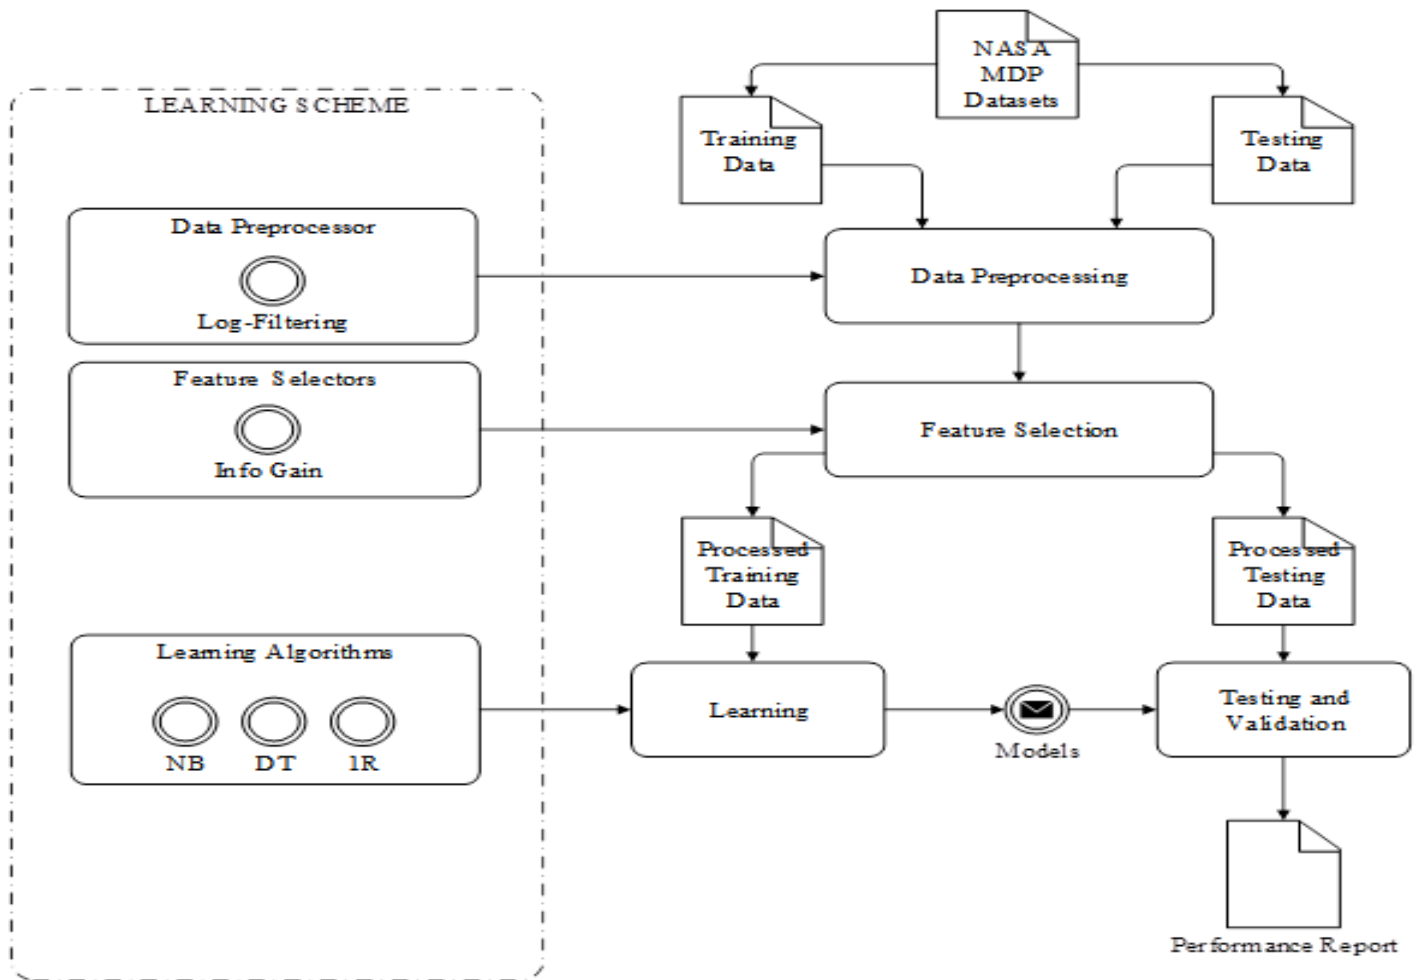 NASA
MDP
Datasets
LEARNING SCHEME
Training
Data
Testing
Data
Data Preprocessor
Log-Filtering
Data Preprocessing
Feature Selectors
Info Gain
Feature Selection
Processed
Training
Data
Processed
Testing
Data
Learning Algorithms
NB DT 1R
Learning
Models
Testing and
Validation
Performance Report